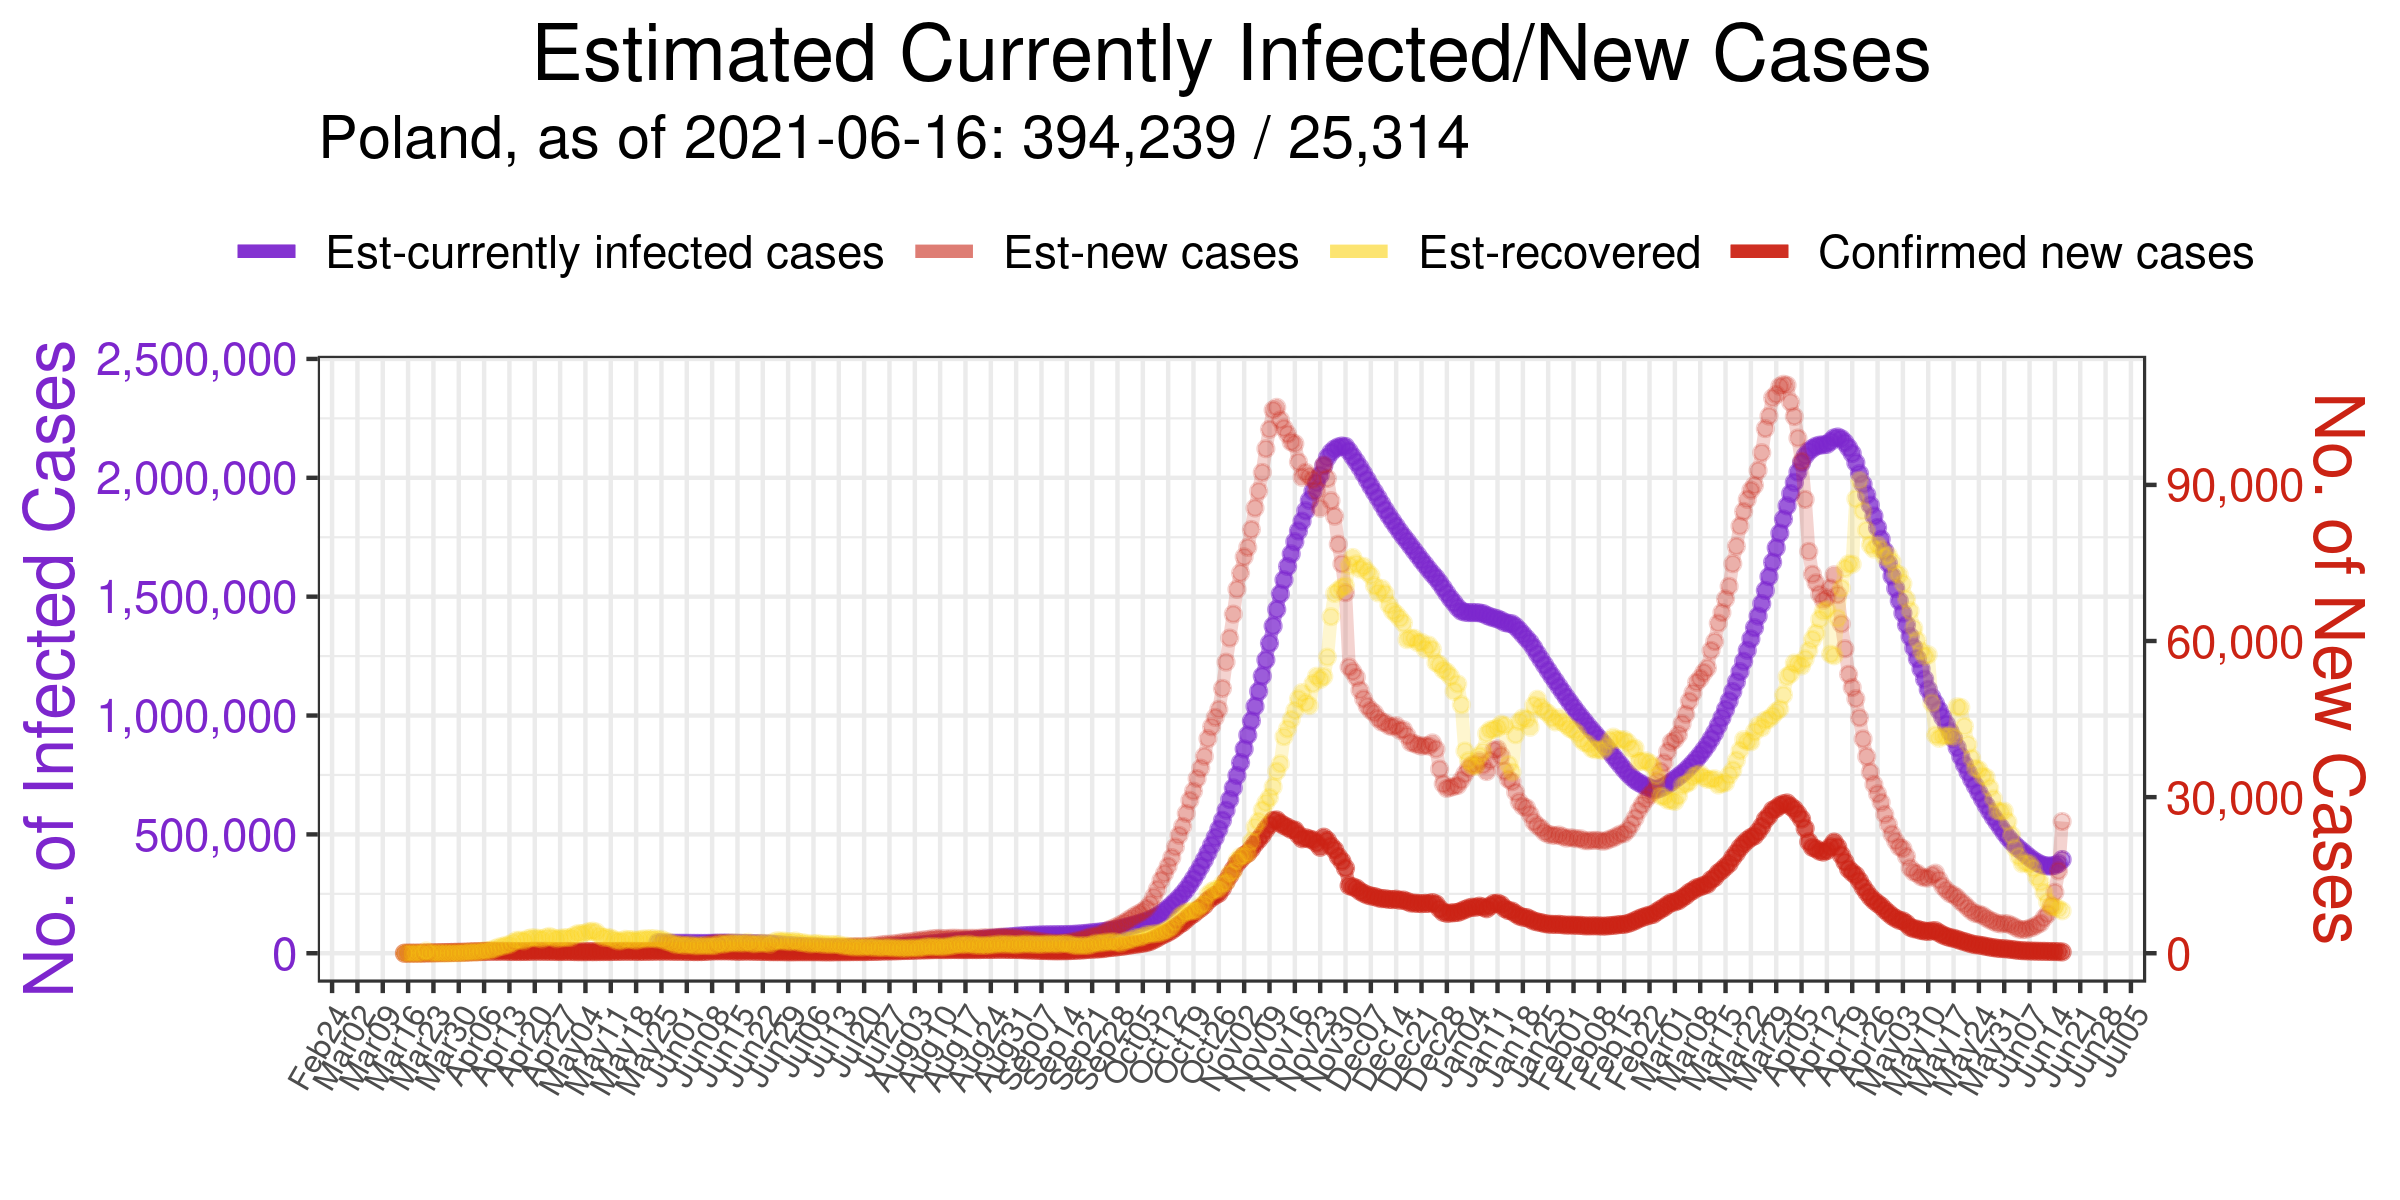 Estimated Currently Infected/New Cases
Poland, as of 2021-06-16: 394,239 / 25,314
Est-currently infected cases Est-new cases Est-recovered Confirmed new cases
No. of Infected Cases
2,500,000
2,000,000
1,500,000
1,000,000
500,000
0
No. of New Cases
90,000
60,000
30,000
0
Feb24
Mar02
Mar09
Mar16
Mar23
Mar30
Apr06
Apr13
Apr20
Apr27
May04
May11
May18
May25
Jun01
Jun08
Jun15
Jun22
Jun29
Jul06
Jul13
Jul20
Jul27
Aug03
Aug10
Aug17
Aug24
Aug31
Sep07
Sep14
Sep21
Sep28
Oct05
Oct12
Oct19
Oct26
Nov02
Nov09
Nov16
Nov23
Nov30
Dec07
Dec14
Dec21
Dec28
Jan04
Jan11
Jan18
Jan25
Feb01
Feb08
Feb15
Feb22
Mar01
Mar08
Mar15
Mar22
Mar29
Apr05
Apr12
Apr19
Apr26
May03
May10
May17
May24
May31
Jun07
Jun14
Jun21
Jun28
Jul05